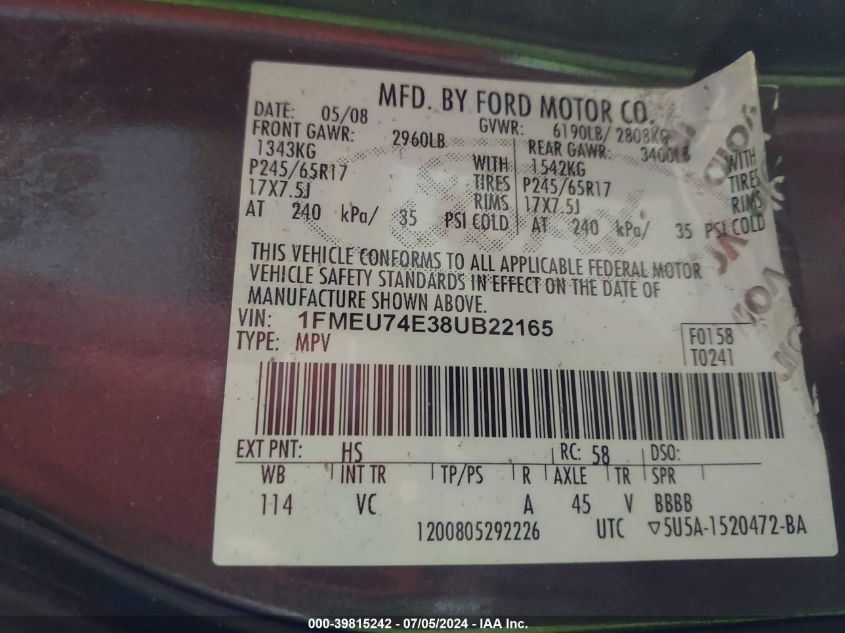 MFD. BY FORD MOTOR CO.
DATE: 05/08 GVWR: 6190LB/ 2808KG
FRONT GAWR: 2960LB REAR GAWR: 3400LB
1343KG WITH 1542KG WITH
P245/65R17 TIRES P245/65R17 TIRES
17X7.5J RIMS 17X7.5J RIMS
AT 240 kPa/ 35 PSI COLD AT 240 kPa/ 35 PSI COLD
THIS VEHICLE CONFORMS TO ALL APPLICABLE FEDERAL MOTOR
VEHICLE SAFETY STANDARDS IN EFFECT ON THE DATE OF
MANUFACTURE SHOWN ABOVE.
VIN: 1FMEU74E38UB22165
TYPE: MPV
F0158
T0241
EXT PNT: HS RC: 58 DSO:
WB INT TR TP/PS R AXLE TR SPR
114 VC A 45 V BBBB
1200805292226 UTC ▽5U5A-1520472-BA
VOID
VOID
000-39815242 - 07/05/2024 - IAA Inc.